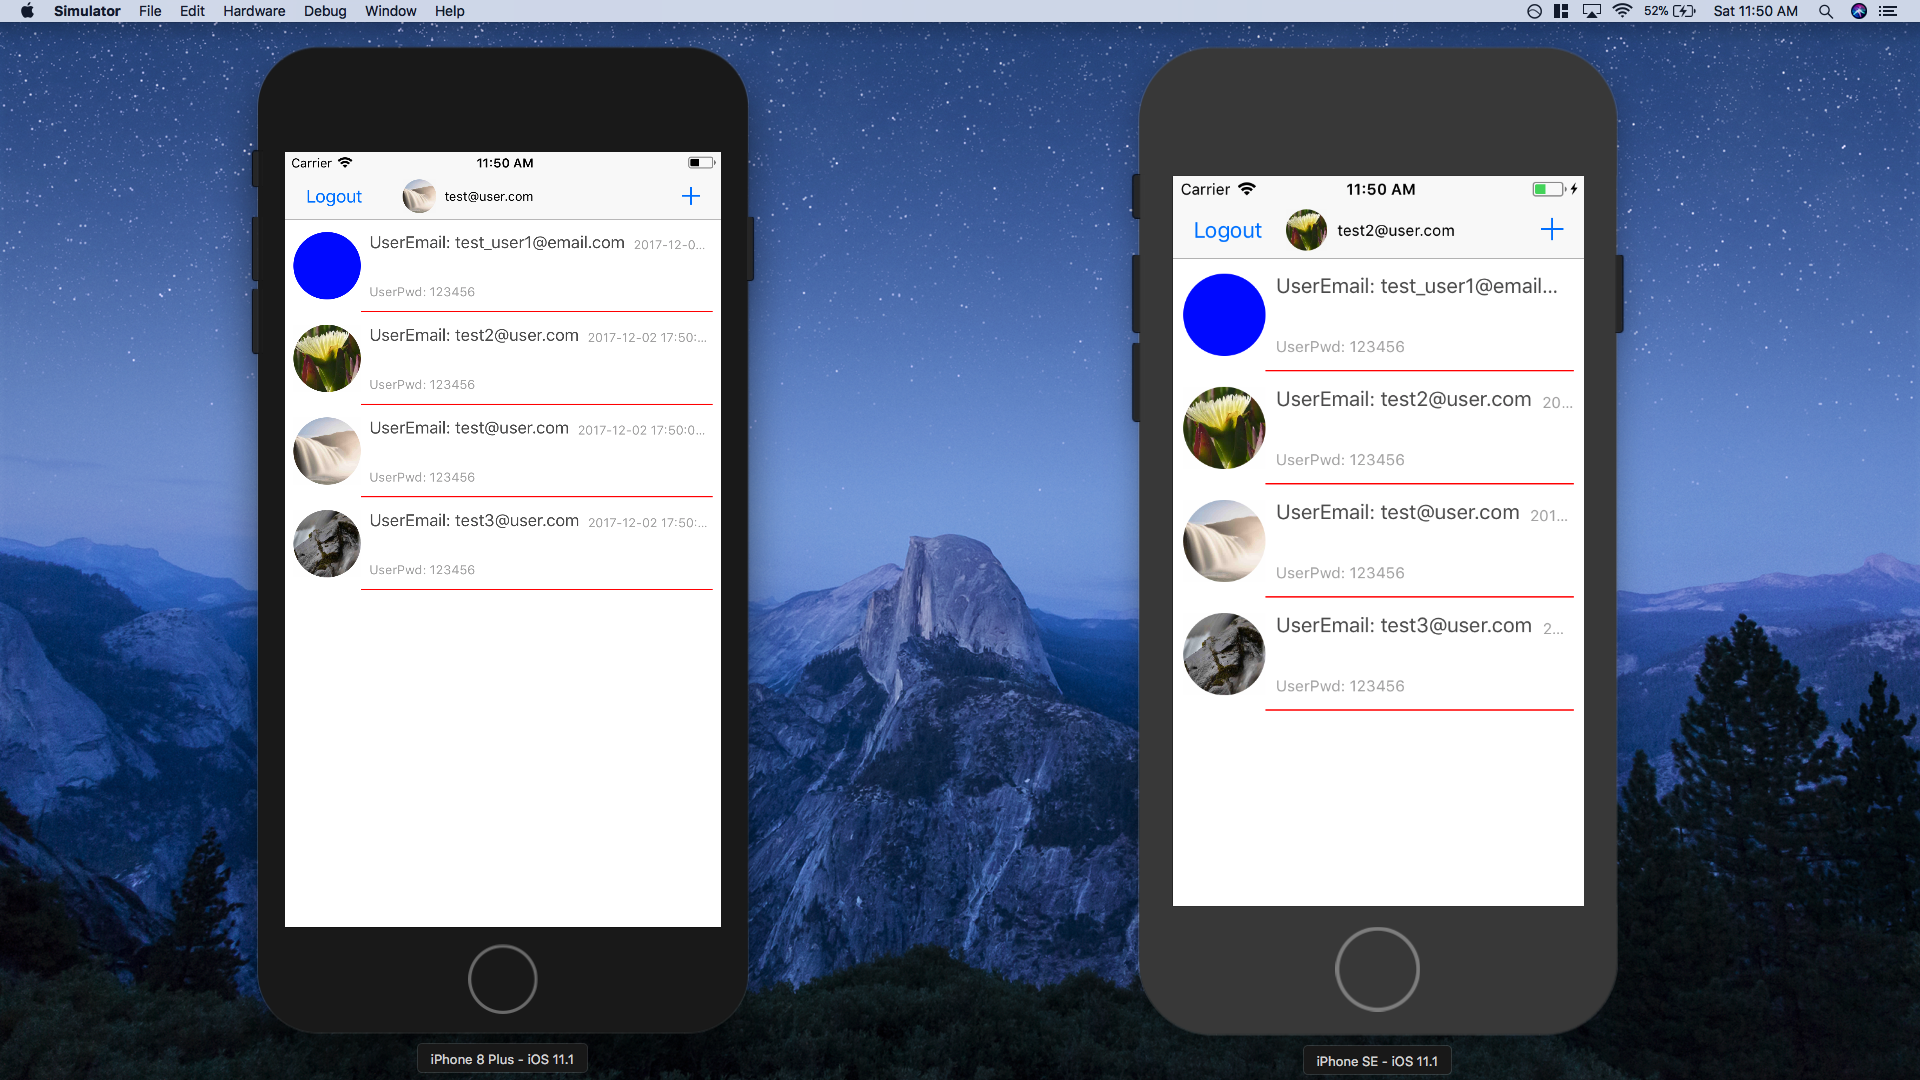 Simulator File Edit Hardware Debug Window Help 52% Sat 11:50 AM
Carrier 11:50 AM
Logout test@user.com +
UserEmail: test_user1@email.com 2017-12-0...
UserPwd: 123456
UserEmail: test2@user.com 2017-12-02 17:50:...
UserPwd: 123456
UserEmail: test@user.com 2017-12-02 17:50:0...
UserPwd: 123456
UserEmail: test3@user.com 2017-12-02 17:50:...
UserPwd: 123456
iPhone 8 Plus - iOS 11.1
Carrier 11:50 AM
Logout test2@user.com +
UserEmail: test_user1@email...
UserPwd: 123456
UserEmail: test2@user.com 20...
UserPwd: 123456
UserEmail: test@user.com 201...
UserPwd: 123456
UserEmail: test3@user.com 2...
UserPwd: 123456
iPhone SE - iOS 11.1